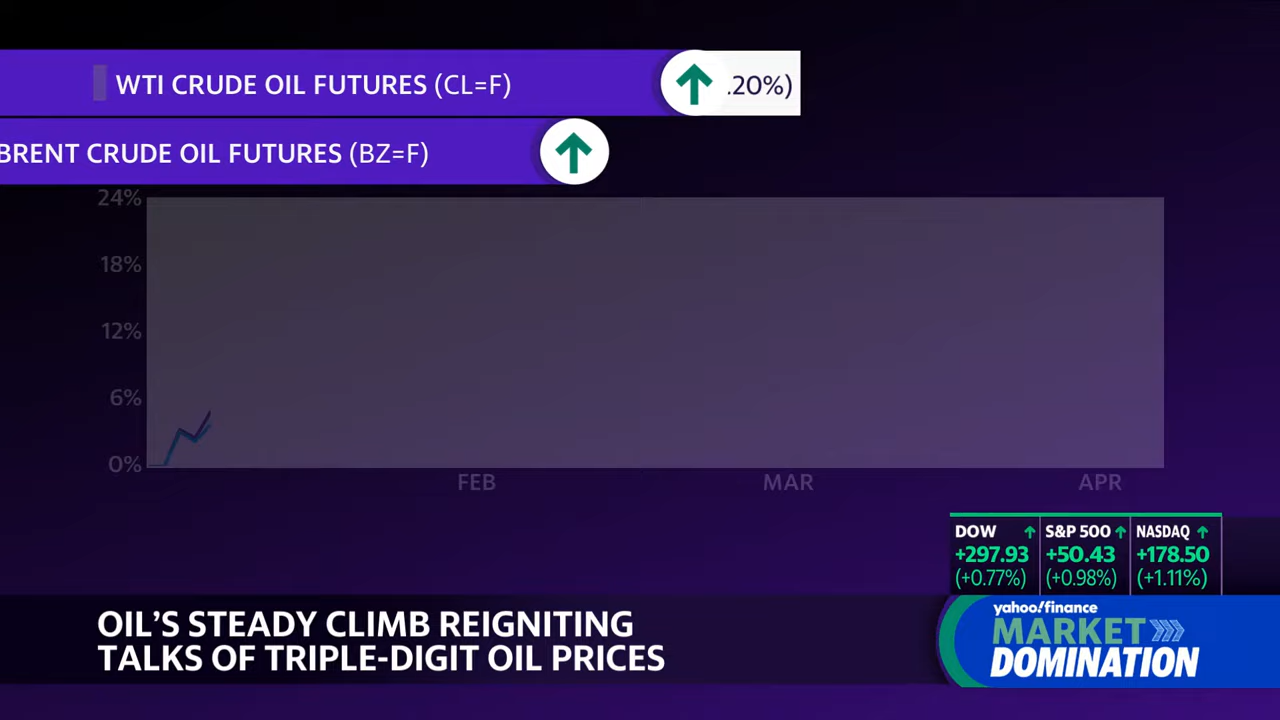 WTI CRUDE OIL FUTURES (CL=F)
.20%)
BRENT CRUDE OIL FUTURES (BZ=F)
24%
18%
12%
6%
0%
FEB MAR APR
DOW S&P 500 NASDAQ
+297.93 +50.43 +178.50
(+0.77%) (+0.98%) (+1.11%)
OIL'S STEADY CLIMB REIGNITING
TALKS OF TRIPLE-DIGIT OIL PRICES
yahoo!finance
MARKET
DOMINATION